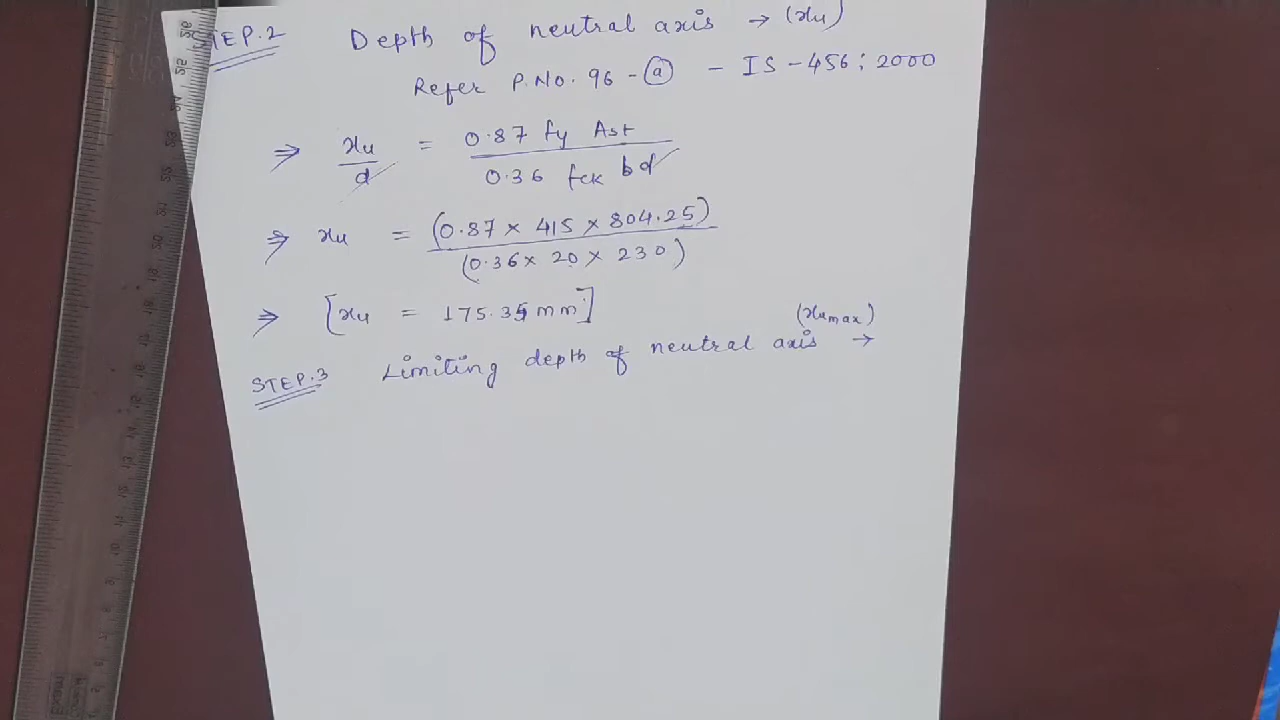 STEP.2 Depth of neutral axis → (xu)
Refer P.No. 96 - (a) - IS - 456 : 2000
⇒ xu/d = 0.87 fy Ast / 0.36 fck b d
⇒ xu = (0.87 × 415 × 804.25) / (0.36 × 20 × 230)
⇒ [xu = 175.35 mm]
(xumax)
STEP.3 Limiting depth of neutral axis →